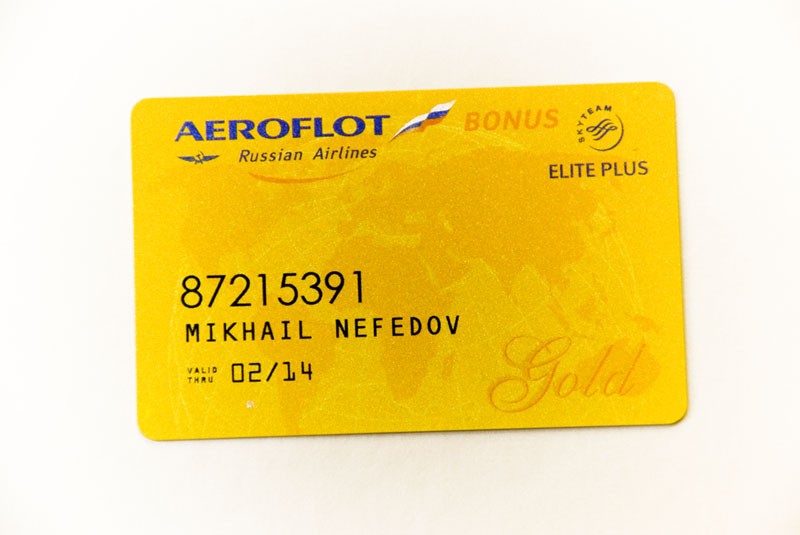 AEROFLOT BONUS
Russian Airlines
SKYTEAM
ELITE PLUS
87215391
MIKHAIL NEFEDOV
VALID THRU 02/14
Gold